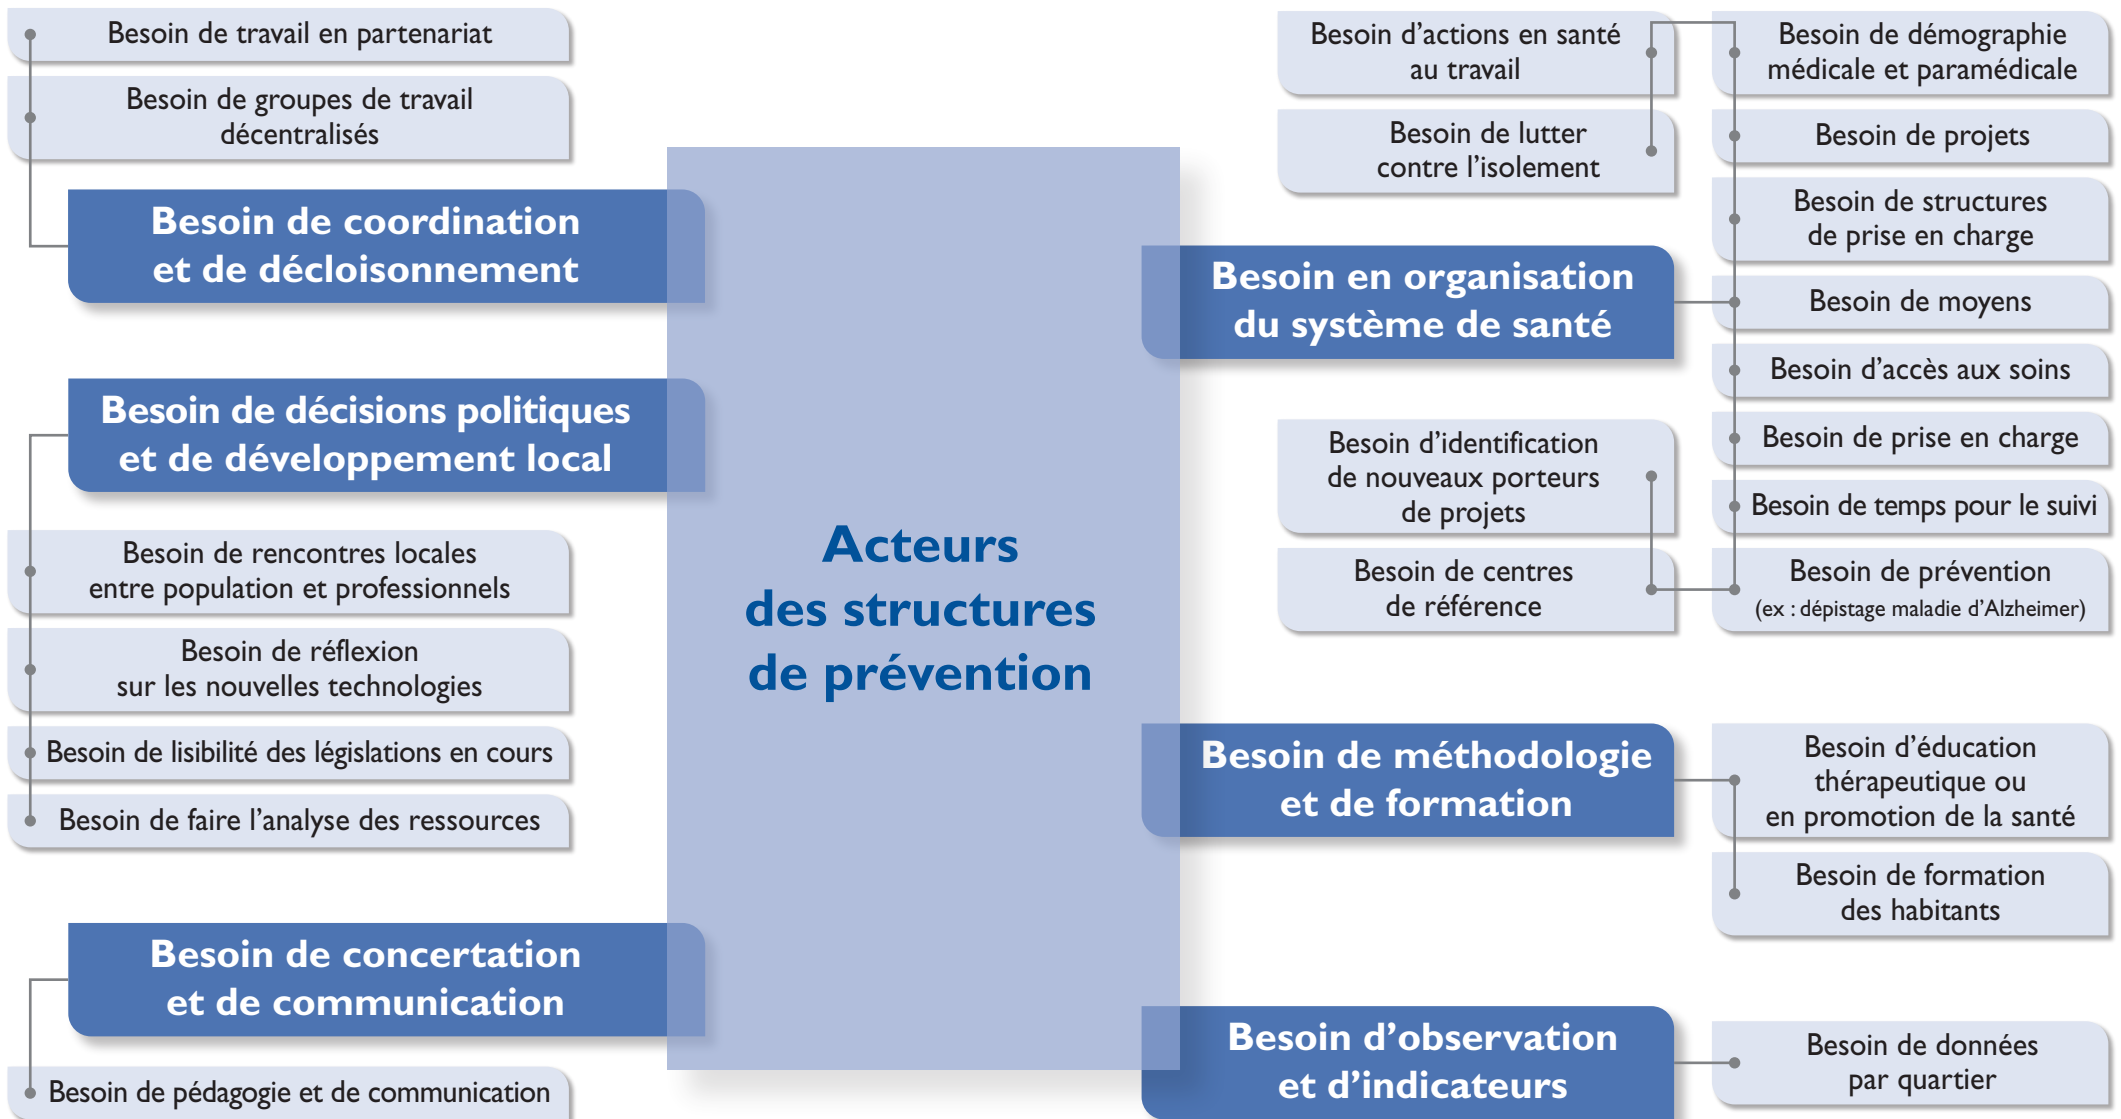 Besoin de travail en partenariat
Besoin de groupes de travail
décentralisés
Besoin de coordination
et de décloisonnement
Besoin de décisions politiques
et de développement local
Besoin de rencontres locales
entre population et professionnels
Besoin de réflexion
sur les nouvelles technologies
Besoin de lisibilité des législations en cours
Besoin de faire l’analyse des ressources
Besoin de concertation
et de communication
Besoin de pédagogie et de communication
Acteurs
des structures
de prévention
Besoin d’actions en santé
au travail
Besoin de lutter
contre l’isolement
Besoin en organisation
du système de santé
Besoin d’identification
de nouveaux porteurs
de projets
Besoin de centres
de référence
Besoin de démographie
médicale et paramédicale
Besoin de projets
Besoin de structures
de prise en charge
Besoin de moyens
Besoin d’accès aux soins
Besoin de prise en charge
Besoin de temps pour le suivi
Besoin de prévention
(ex : dépistage maladie d’Alzheimer)
Besoin de méthodologie
et de formation
Besoin d’éducation
thérapeutique ou
en promotion de la santé
Besoin de formation
des habitants
Besoin d’observation
et d’indicateurs
Besoin de données
par quartier